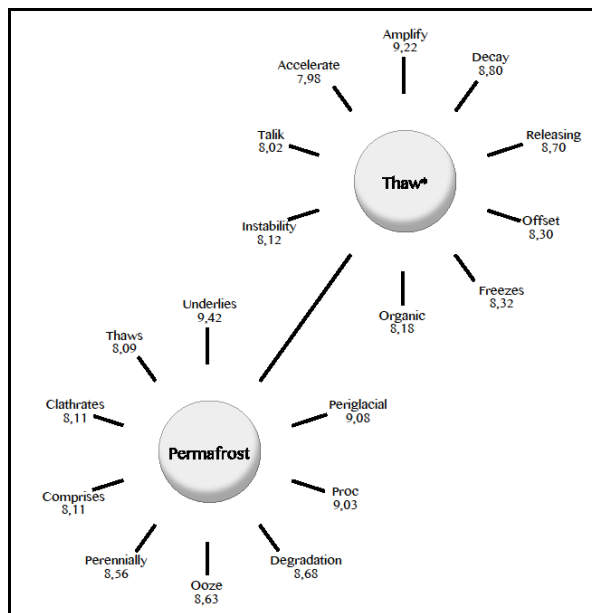 Amplify
9,22
Accelerate
7,98
Decay
8,80
Talik
8,02
Releasing
8,70
Thaw*
Instability
8,12
Offset
8,30
Freezes
8,32
Organic
8,18
Underlies
9,42
Thaws
8,09
Clathrates
8,11
Periglacial
9,08
Permafrost
Comprises
8,11
Proc
9,03
Perennially
8,56
Degradation
8,68
Ooze
8,63